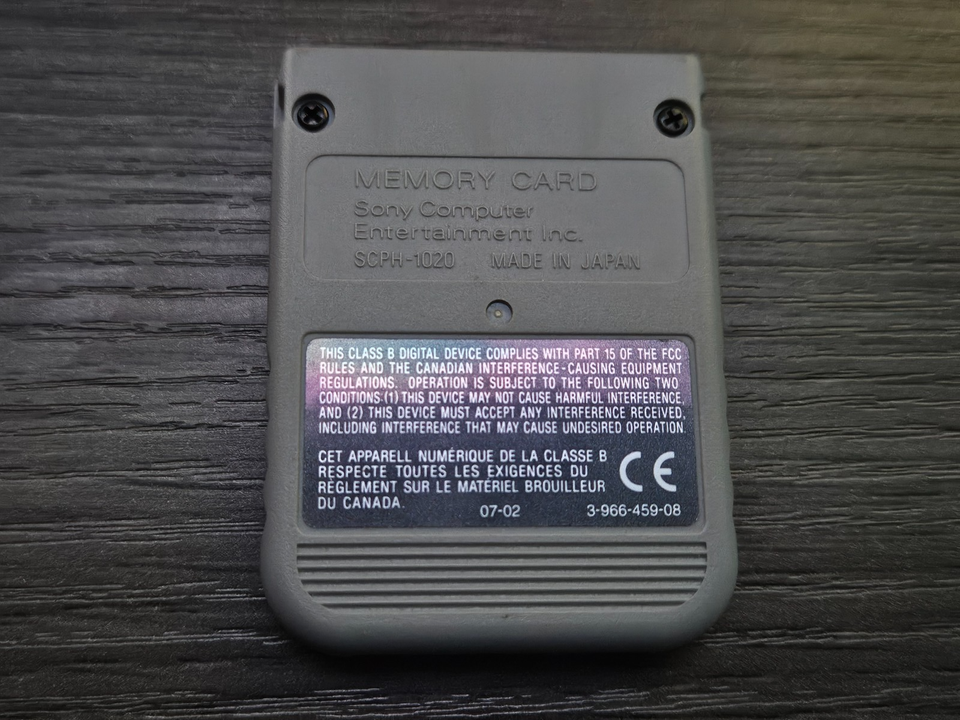 MEMORY CARD
Sony Computer
Entertainment Inc.
SCPH-1020 MADE IN JAPAN
THIS CLASS B DIGITAL DEVICE COMPLIES WITH PART 15 OF THE FCC
RULES AND THE CANADIAN INTERFERENCE-CAUSING EQUIPMENT
REGULATIONS. OPERATION IS SUBJECT TO THE FOLLOWING TWO
CONDITIONS:(1) THIS DEVICE MAY NOT CAUSE HARMFUL INTERFERENCE,
AND (2) THIS DEVICE MUST ACCEPT ANY INTERFERENCE RECEIVED,
INCLUDING INTERFERENCE THAT MAY CAUSE UNDESIRED OPERATION.
CET APPARELL NUMÉRIQUE DE LA CLASSE B
RESPECTE TOUTES LES EXIGENCES DU
RÈGLEMENT SUR LE MATÉRIEL BROUILLEUR
DU CANADA.
CE
07-02 3-966-459-08